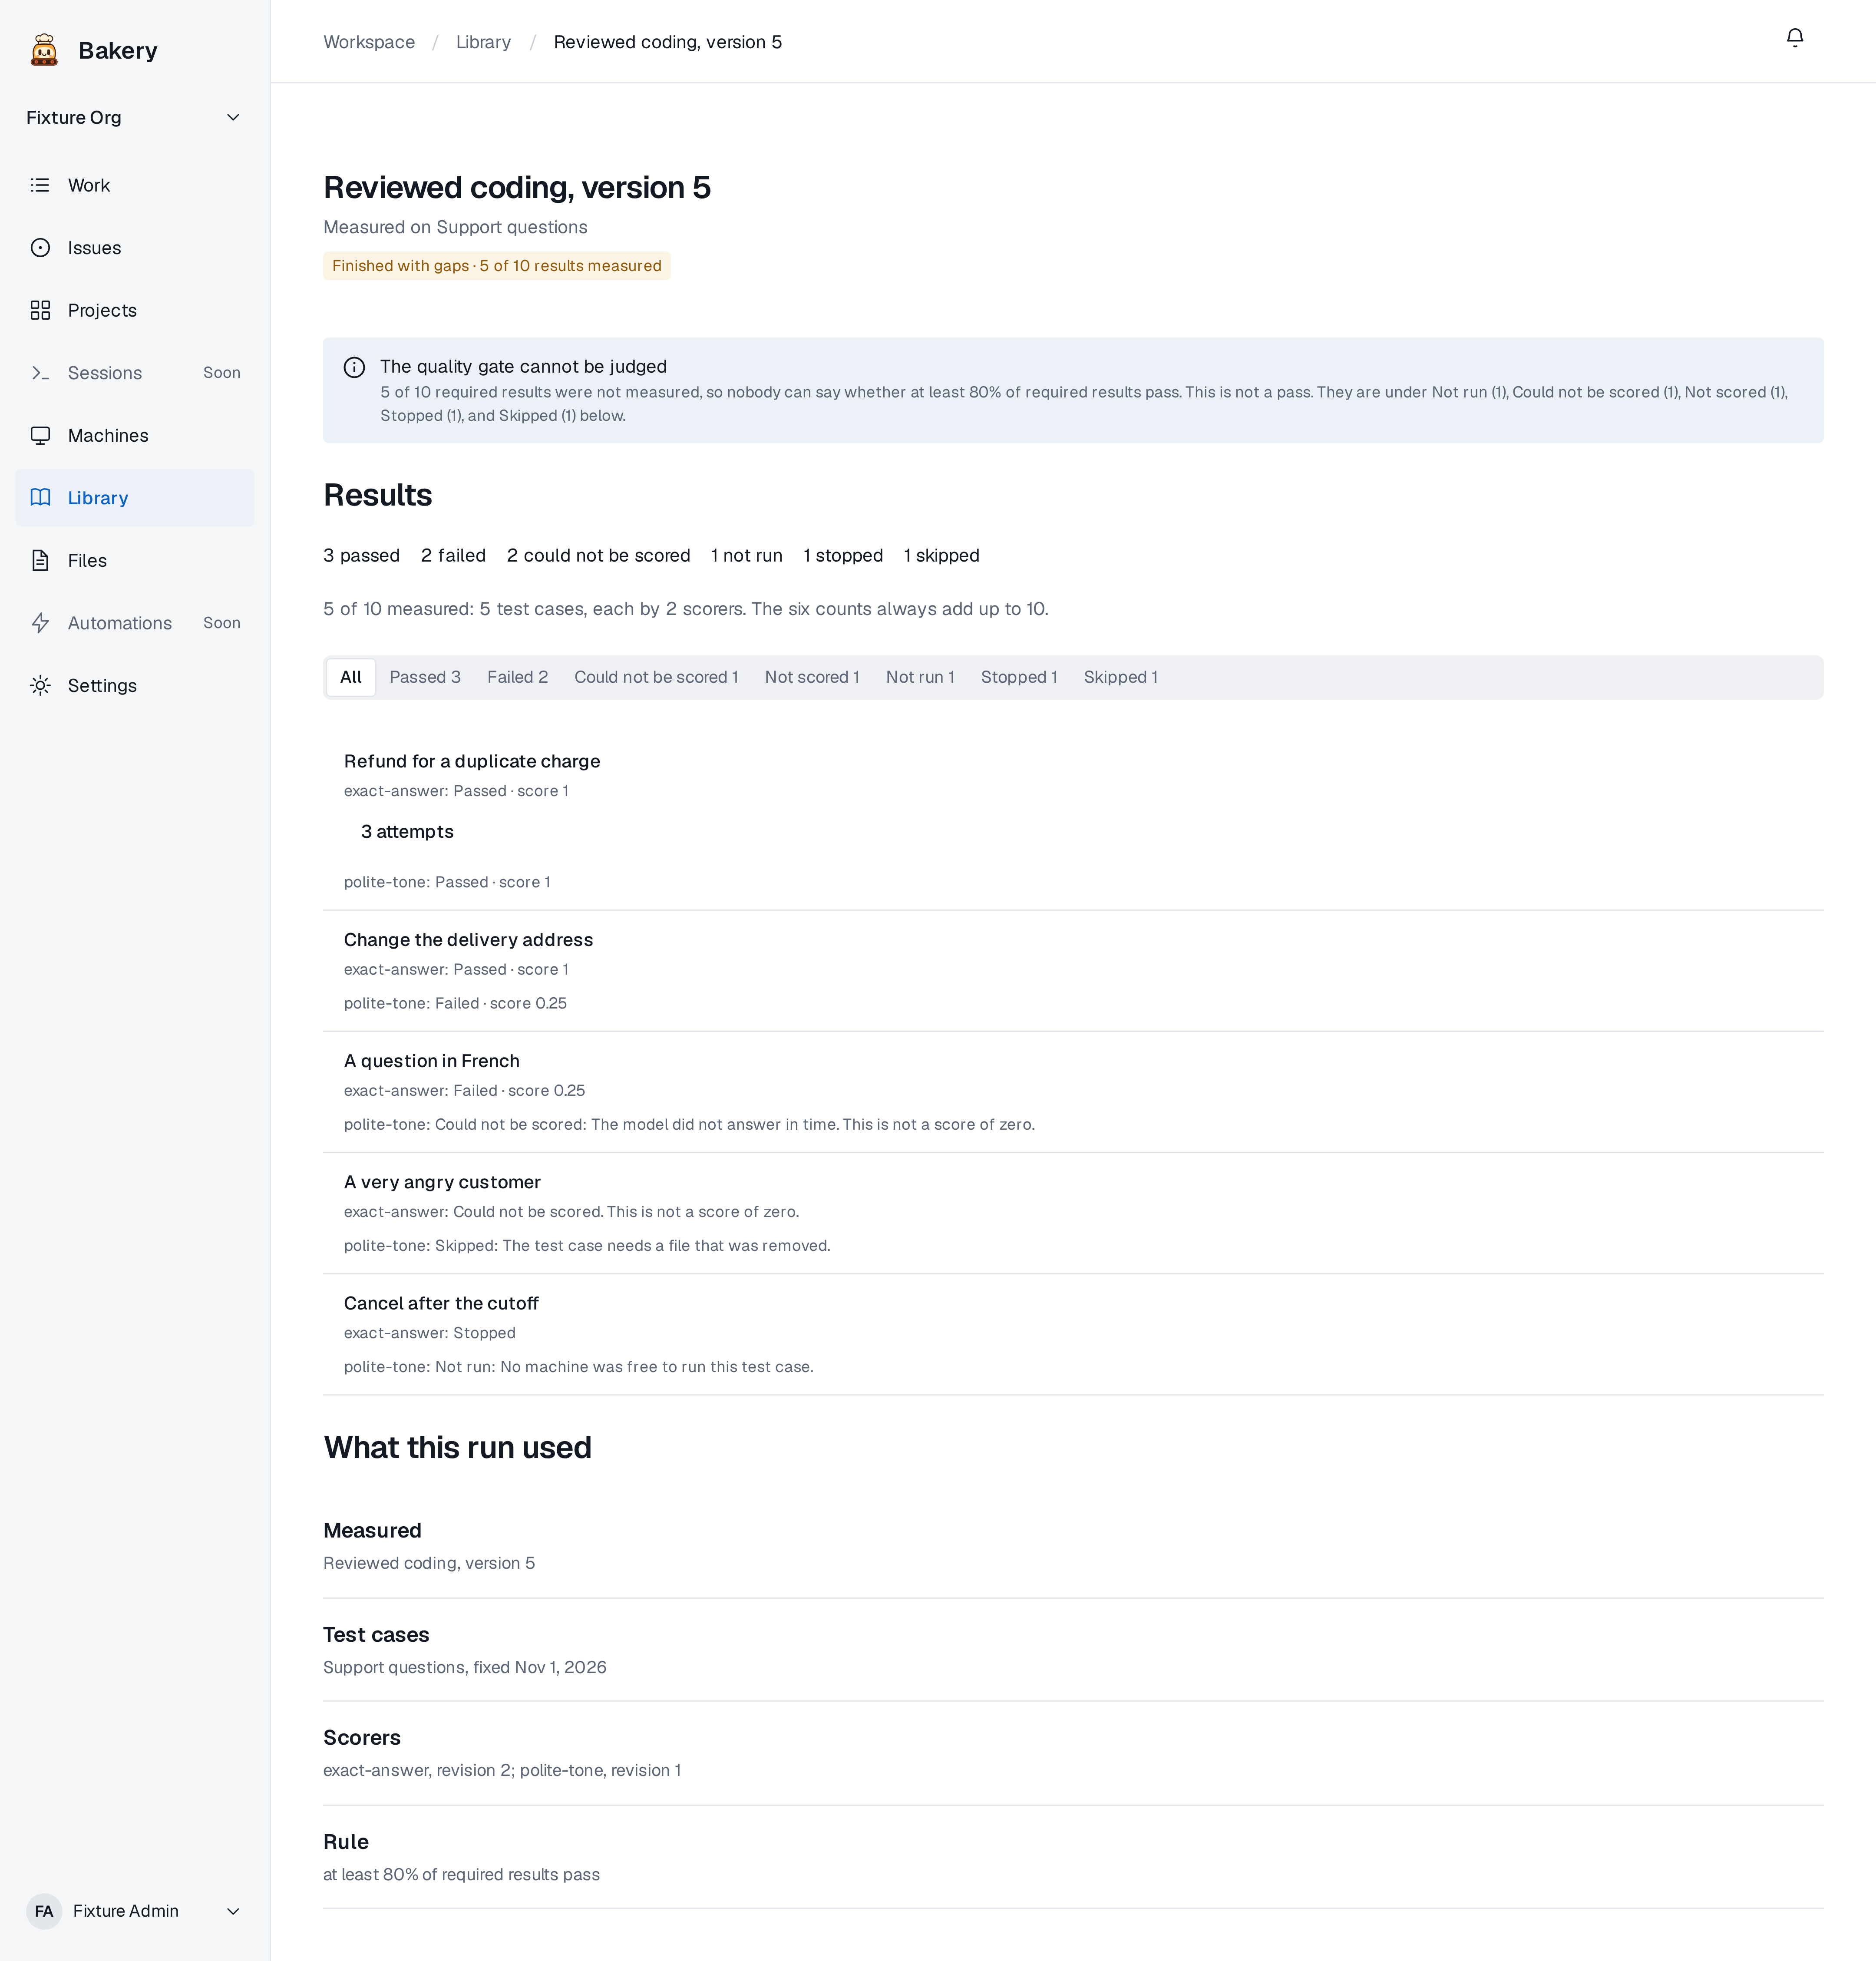 Bakery
Fixture Org
Work
Issues
Projects
Sessions Soon
Machines
Library
Files
Automations Soon
Settings
FA Fixture Admin
Workspace / Library / Reviewed coding, version 5
Reviewed coding, version 5
Measured on Support questions
Finished with gaps · 5 of 10 results measured
The quality gate cannot be judged
5 of 10 required results were not measured, so nobody can say whether at least 80% of required results pass. This is not a pass. They are under Not run (1), Could not be scored (1), Not scored (1),
Stopped (1), and Skipped (1) below.
Results
3 passed 2 failed 2 could not be scored 1 not run 1 stopped 1 skipped
5 of 10 measured: 5 test cases, each by 2 scorers. The six counts always add up to 10.
All Passed 3 Failed 2 Could not be scored 1 Not scored 1 Not run 1 Stopped 1 Skipped 1
Refund for a duplicate charge
exact-answer: Passed · score 1
3 attempts
polite-tone: Passed · score 1
Change the delivery address
exact-answer: Passed · score 1
polite-tone: Failed · score 0.25
A question in French
exact-answer: Failed · score 0.25
polite-tone: Could not be scored: The model did not answer in time. This is not a score of zero.
A very angry customer
exact-answer: Could not be scored. This is not a score of zero.
polite-tone: Skipped: The test case needs a file that was removed.
Cancel after the cutoff
exact-answer: Stopped
polite-tone: Not run: No machine was free to run this test case.
What this run used
Measured
Reviewed coding, version 5
Test cases
Support questions, fixed Nov 1, 2026
Scorers
exact-answer, revision 2; polite-tone, revision 1
Rule
at least 80% of required results pass